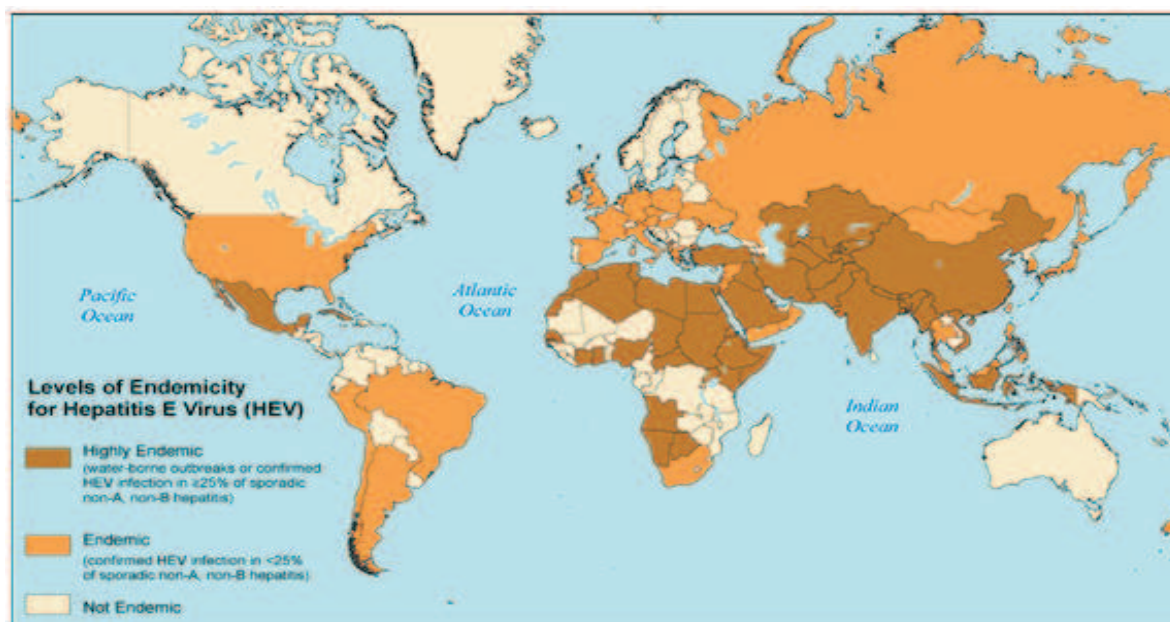 Pacific
Ocean
Atlantic
Ocean
Indian
Ocean
Levels of Endemicity
for Hepatitis E Virus (HEV)
Highly Endemic
(water-borne outbreaks or confirmed
HEV infection in ≥25% of sporadic
non-A, non-B hepatitis)
Endemic
(confirmed HEV infection in <25%
of sporadic non-A, non-B hepatitis)
Not Endemic